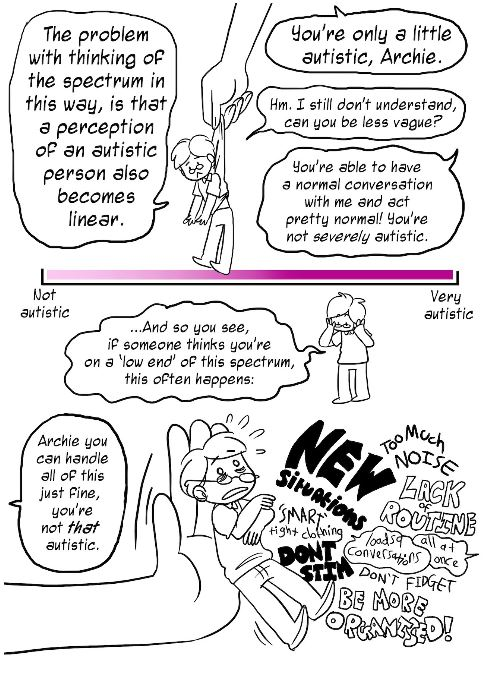 The problem
with thinking of
the spectrum in
this way, is that
a perception
of an autistic
person also
becomes
linear.
You're only a little
autistic, Archie.
Hm. I still don't understand,
can you be less vague?
You're able to have
a normal conversation
with me and act
pretty normal! You're
not severely autistic.
Not
autistic
Very
autistic
...And so you see,
if someone thinks you're
on a 'low end' of this spectrum,
this often happens:
Archie you
can handle
all of this
just fine,
you're
not that
autistic.
NEW
Situations
Too Much
NOISE
LACK
OF
ROUTINE
SMART
tight clothing
loadsa
conversations
all at
once
DONT
STIM
DON'T FIDGET
BE MORE
ORGANISED!